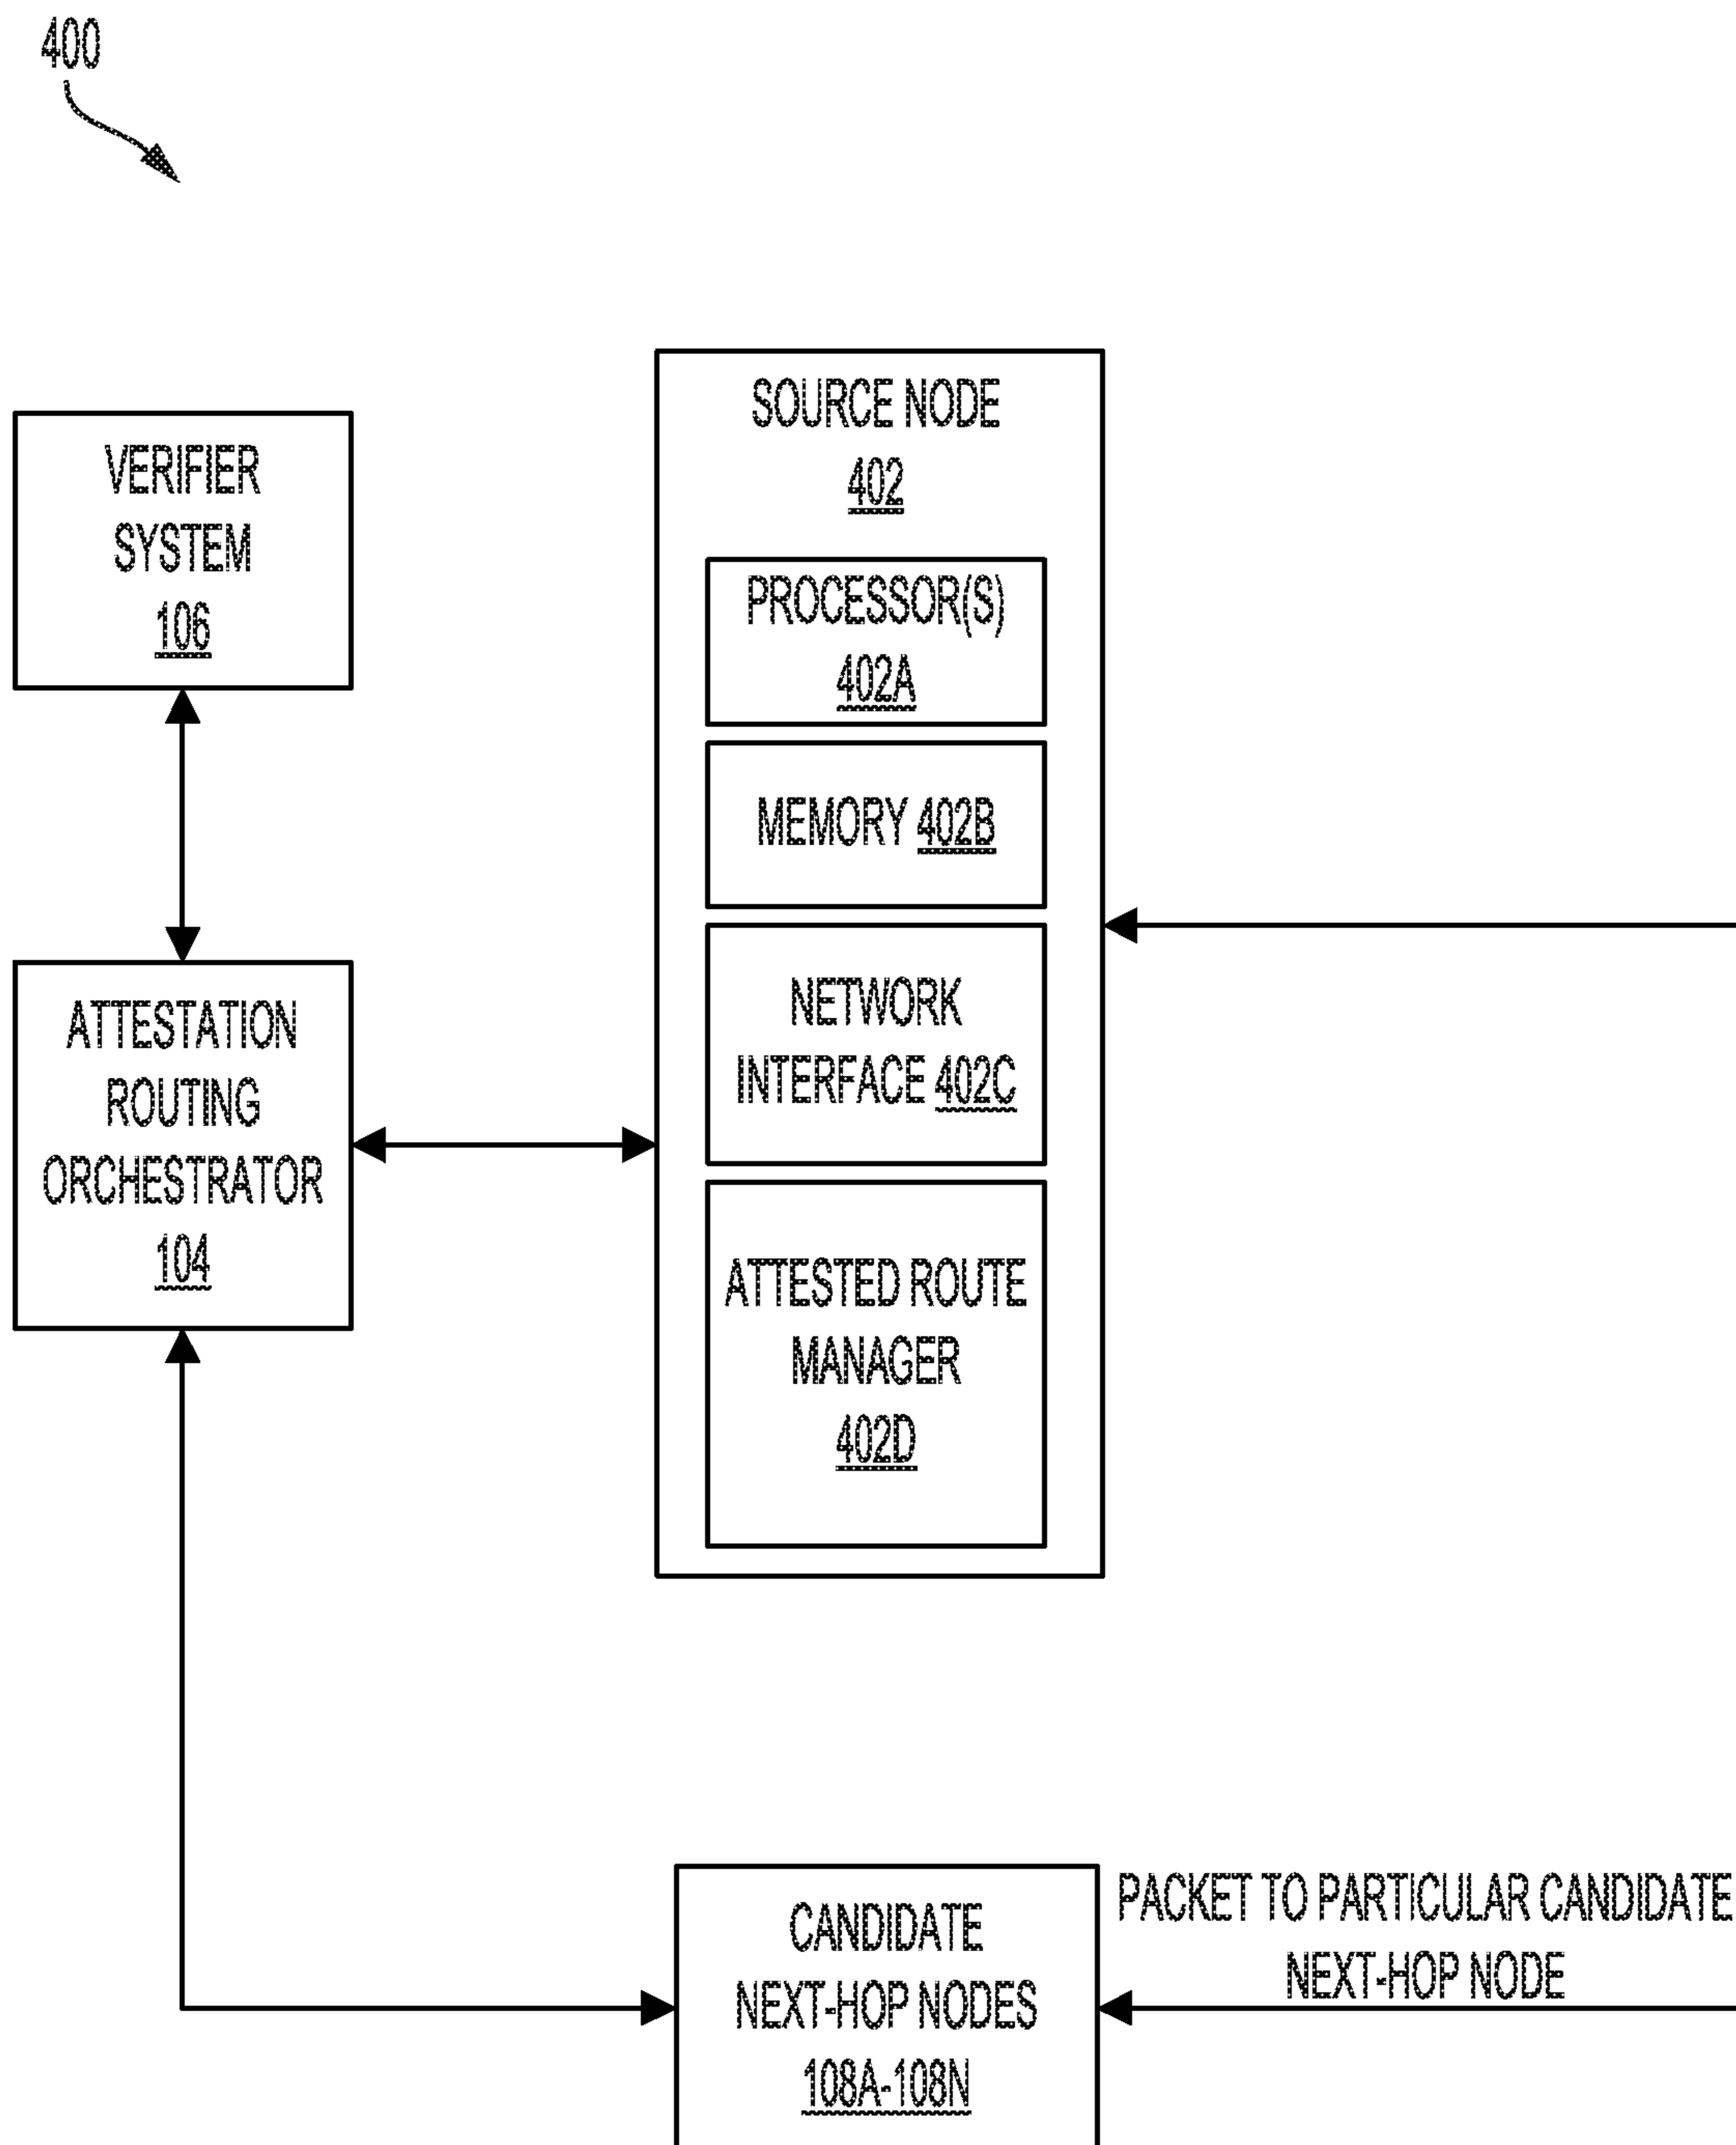 400
VERIFIER
SYSTEM
106
ATTESTATION
ROUTING
ORCHESTRATOR
104
SOURCE NODE
402
PROCESSOR(S)
402A
MEMORY 402B
NETWORK
INTERFACE 402C
ATTESTED ROUTE
MANAGER
402D
CANDIDATE
NEXT-HOP NODES
108A-108N
PACKET TO PARTICULAR CANDIDATE
NEXT-HOP NODE